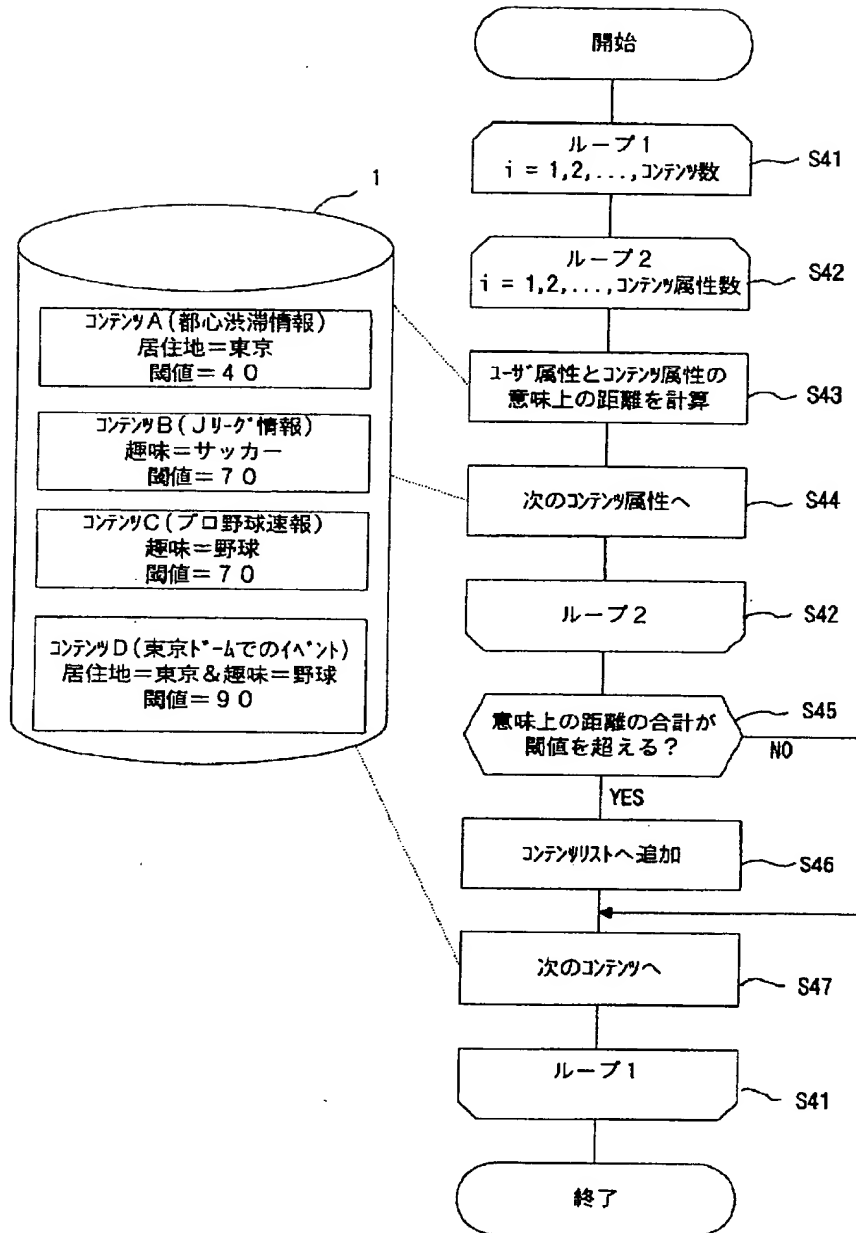 開始
ループ1
i = 1,2,...,コンテンツ数
S41
ループ2
i = 1,2,...,コンテンツ属性数
S42
ユーザ属性とコンテンツ属性の
意味上の距離を計算
S43
次のコンテンツ属性へ
S44
ループ2
S42
意味上の距離の合計が
閾値を超える?
S45
NO
YES
コンテンツリストへ追加
S46
次のコンテンツへ
S47
ループ1
S41
終了
1
コンテンツA(都心渋滞情報)
居住地=東京
閾値=40
コンテンツB(Jリーグ情報)
趣味=サッカー
閾値=70
コンテンツC(プロ野球速報)
趣味=野球
閾値=70
コンテンツD(東京ドームでのイベント)
居住地=東京&趣味=野球
閾値=90